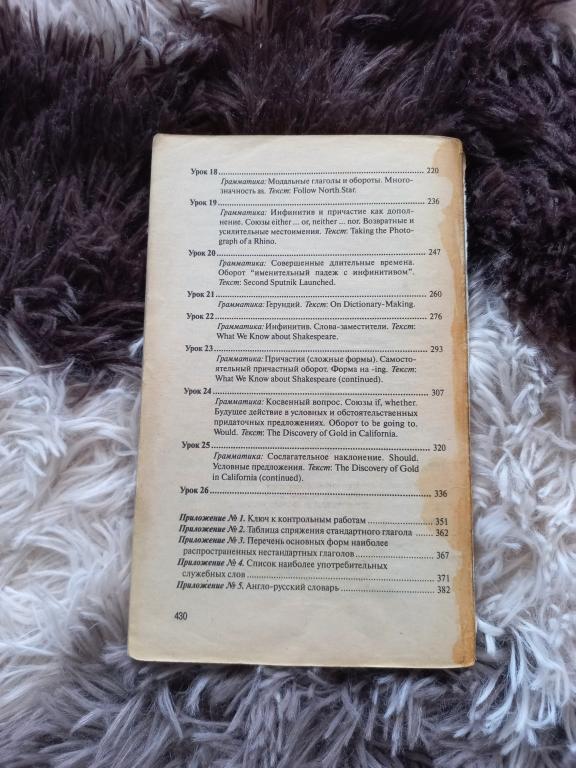 Урок 18 ........ 220
Грамматика: Модальные глаголы и обороты. Много-
значность as. Текст: Follow North Star.
Урок 19 ........ 236
Грамматика: Инфинитив и причастие как допол-
нение. Союзы either ... or, neither ... nor. Возвратные и
усилительные местоимения. Текст: Taking the Photo-
graph of a Rhino.
Урок 20 ........ 247
Грамматика: Совершенные длительные времена.
Оборот "именительный падеж с инфинитивом".
Текст: Second Sputnik Launched.
Урок 21 ........ 260
Грамматика: Герундий. Текст: On Dictionary-Making.
Урок 22 ........ 276
Грамматика: Инфинитив. Слова-заместители. Текст:
What We Know about Shakespeare.
Урок 23 ........ 293
Грамматика: Причастия (сложные формы). Самосто-
ятельный причастный оборот. Форма на -ing. Текст:
What We Know about Shakespeare (continued).
Урок 24 ........ 307
Грамматика: Косвенный вопрос. Союзы if, whether.
Будущее действие в условных и обстоятельственных
придаточных предложениях. Оборот to be going to.
Would. Текст: The Discovery of Gold in California.
Урок 25 ........ 320
Грамматика: Сослагательное наклонение. Should.
Условные предложения. Текст: The Discovery of Gold
in California (continued).
Урок 26 ........ 336
Приложение № 1. Ключ к контрольным работам ........ 351
Приложение № 2. Таблица спряжения стандартного глагола ... 362
Приложение № 3. Перечень основных форм наиболее
распространенных нестандартных глаголов ........ 367
Приложение № 4. Список наиболее употребительных
служебных слов ........ 371
Приложение № 5. Англо-русский словарь ........ 382
430